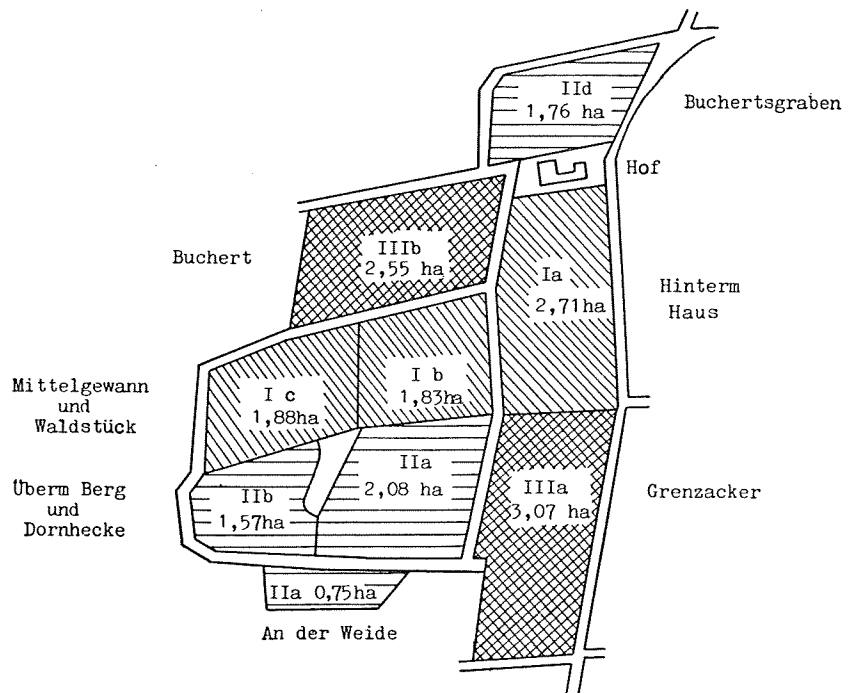 IId
1,76 ha
Buchertsgraben
Hof
IIIb
2,55 ha
Buchert
Ia
2,71ha
Hinterm
Haus
I b
1,83ha
I c
1,88ha
Mittelgewann
und
Waldstück
IIa
2,08 ha
IIb
1,57ha
IIIa
3,07 ha
Grenzacker
Überm Berg
und
Dornhecke
IIa 0,75ha
An der Weide